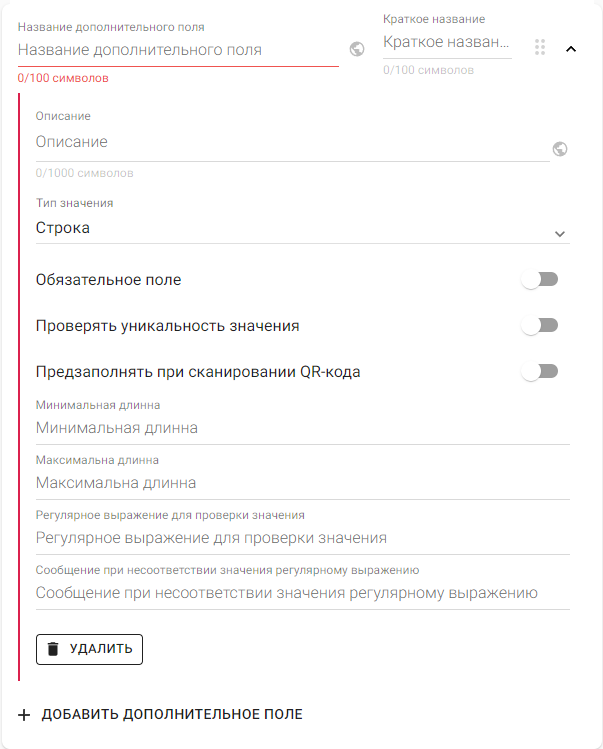 Название дополнительного поля
Название дополнительного поля
0/100 символов
Краткое название
Краткое назван...
0/100 символов
Описание
Описание
0/1000 символов
Тип значения
Строка
Обязательное поле
Проверять уникальность значения
Предзаполнять при сканировании QR-кода
Минимальная длинна
Минимальная длинна
Максимальна длинна
Максимальна длинна
Регулярное выражение для проверки значения
Регулярное выражение для проверки значения
Сообщение при несоответствии значения регулярному выражению
Сообщение при несоответствии значения регулярному выражению
УДАЛИТЬ
ДОБАВИТЬ ДОПОЛНИТЕЛЬНОЕ ПОЛЕ